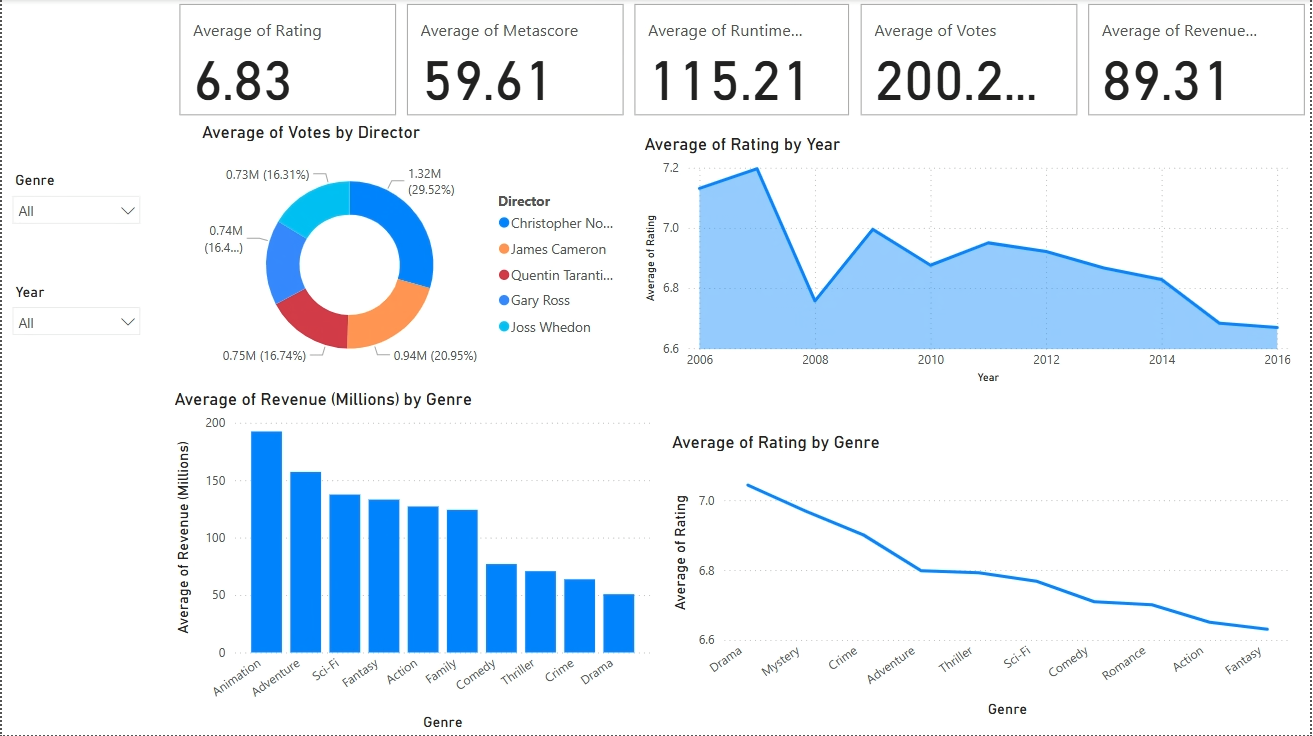 Average of Rating
6.83
Average of Metascore
59.61
Average of Runtime...
115.21
Average of Votes
200.2...
Average of Revenue...
89.31
Genre
All
Year
All
Average of Votes by Director
0.73M (16.31%)
1.32M
(29.52%)
0.74M
(16.4...)
0.75M (16.74%)
0.94M (20.95%)
Director
Christopher No...
James Cameron
Quentin Taranti...
Gary Ross
Joss Whedon
Average of Rating by Year
Average of Rating
7.2
7.0
6.8
6.6
2006
2008
2010
2012
2014
2016
Year
Average of Revenue (Millions) by Genre
Average of Revenue (Millions)
200
150
100
50
0
Animation
Adventure
Sci-Fi
Fantasy
Action
Family
Comedy
Thriller
Crime
Drama
Genre
Average of Rating by Genre
Average of Rating
7.0
6.8
6.6
Drama
Mystery
Crime
Adventure
Thriller
Sci-Fi
Comedy
Romance
Action
Fantasy
Genre